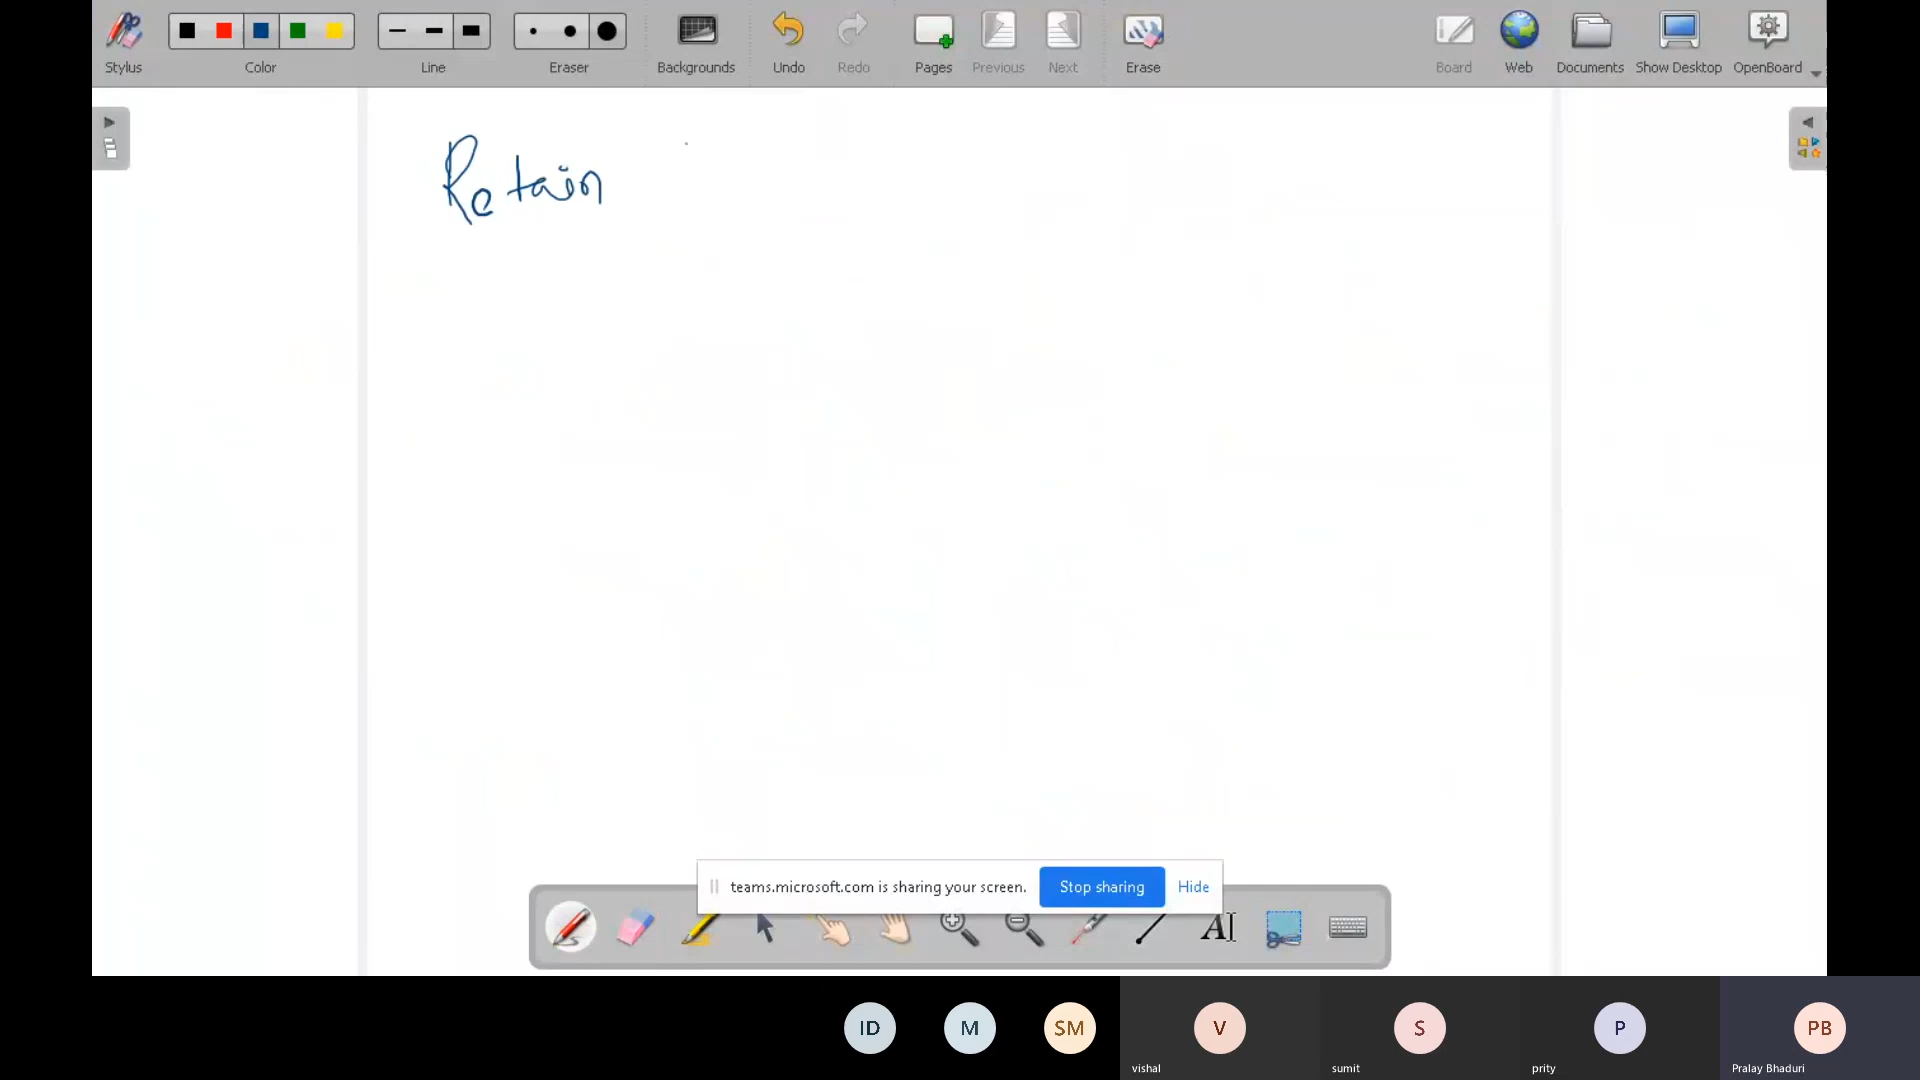 Stylus Color Line Eraser Backgrounds Undo Redo Pages Previous Next Erase Board Web Documents Show Desktop OpenBoard
Retain
teams.microsoft.com is sharing your screen. Stop sharing Hide
A
ID M SM V S P PB
vishal sumit prity Pralay Bhaduri